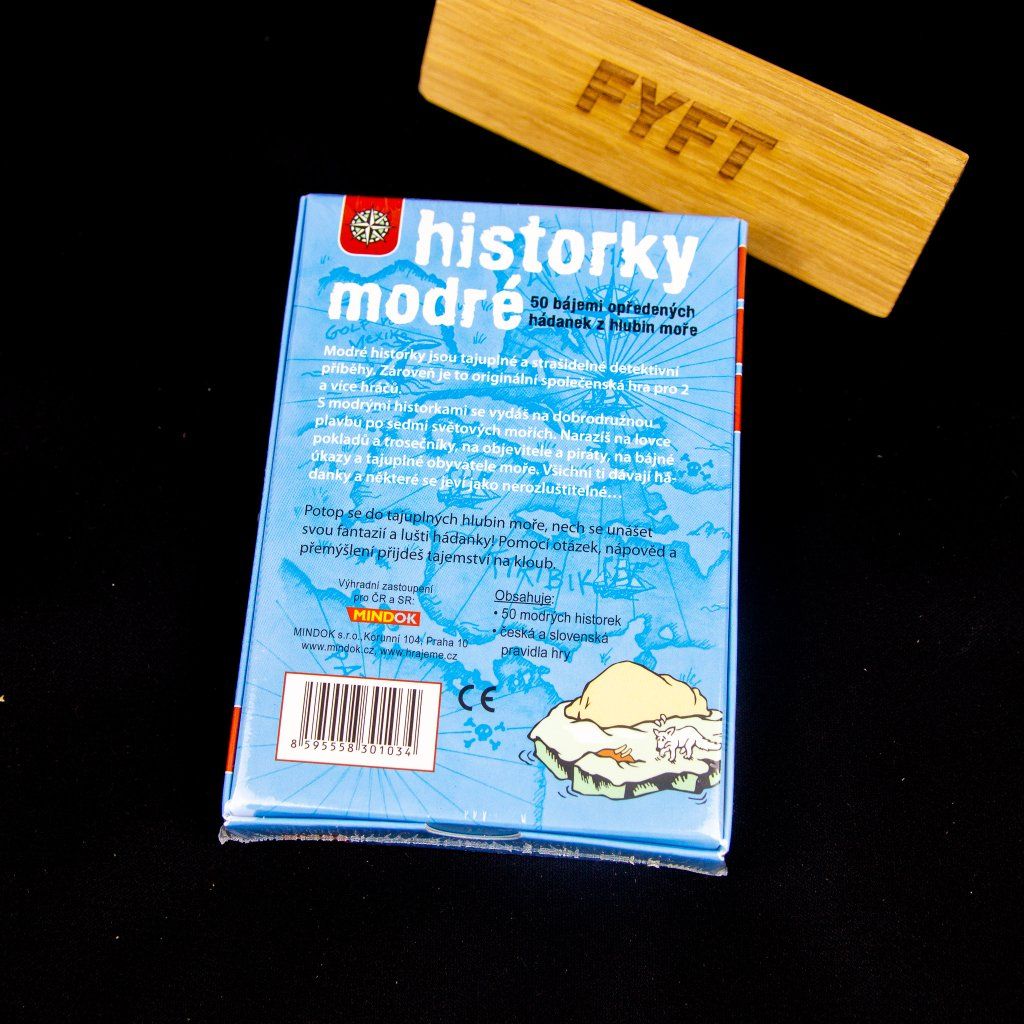 FYFT
historky
modré
50 bájemi opředených
hádanek z hlubin moře
Modré historky jsou tajuplné a strašidelné detektivní
příběhy. Zároveň je to originální společenská hra pro 2
a více hráčů.
S modrými historkami se vydáš na dobrodružnou
plavbu po sedmi světových mořích. Narazíš na lovce
pokladů a trosečníky, na objevitele a piráty, na bájné
úkazy a tajuplné obyvatele moře. Všichni ti dávají há-
danky a některé se jeví jako nerozluštitelné...
Potop se do tajuplných hlubin moře, nech se unášet
svou fantazií a lušti hádanky! Pomocí otázek, nápověd a
přemýšlení přijdeš tajemství na kloub.
Výhradní zastoupení
pro ČR a SR:
MINDOK
MINDOK s.r.o., Korunní 104, Praha 10
www.mindok.cz, www.hrajeme.cz
Obsahuje:
• 50 modrých historek
• česká a slovenská
pravidla hry
CE
8 595558 301034